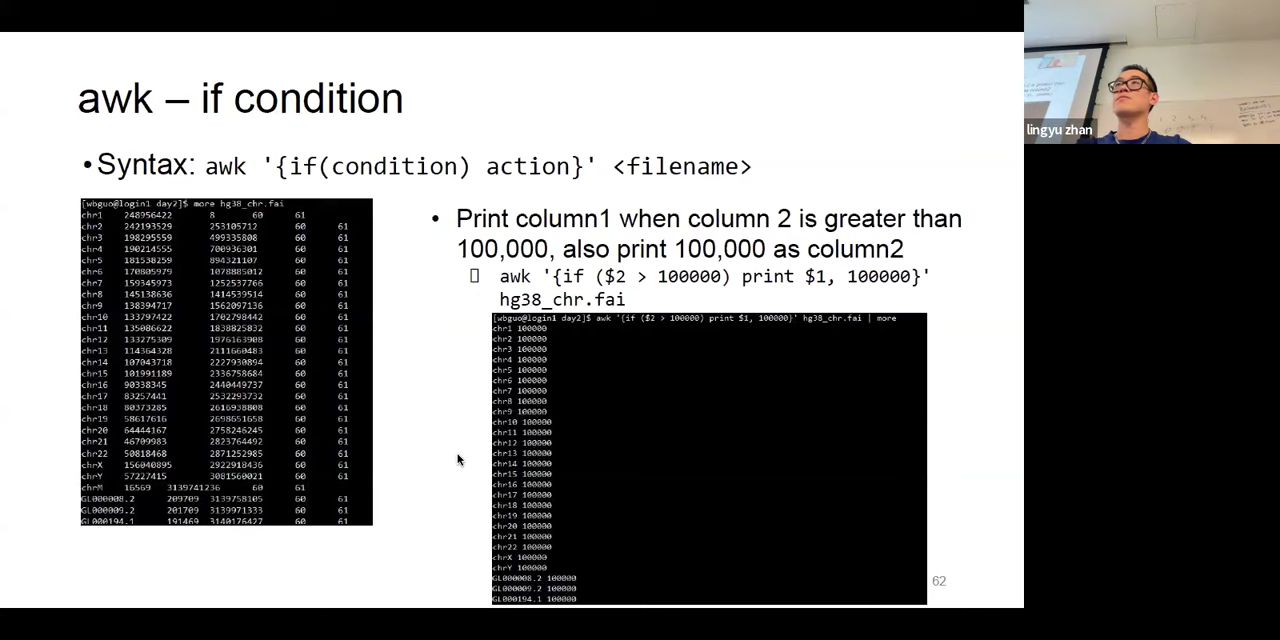 awk – if condition
•Syntax: awk '{if(condition) action}' <filename>
[wbguo@login1 day2]$ more hg38_chr.fai
chr1 248956422 8 60 61
chr2 242193529 253105712 60 61
chr3 198295559 499335808 60 61
chr4 190214555 700936301 60 61
chr5 181538259 894321107 60 61
chr6 170805979 1078885012 60 61
chr7 159345973 1252537766 60 61
chr8 145138636 1414539514 60 61
chr9 138394717 1562097136 60 61
chr10 133797422 1702798442 60 61
chr11 135086622 1838825832 60 61
chr12 133275309 1976163908 60 61
chr13 114364328 2111660483 60 61
chr14 107043718 2227930894 60 61
chr15 101991189 2336758684 60 61
chr16 90338345 2440449737 60 61
chr17 83257441 2532293732 60 61
chr18 80373285 2616938808 60 61
chr19 58617616 2698651658 60 61
chr20 64444167 2758246245 60 61
chr21 46709983 2823764492 60 61
chr22 50818468 2871252985 60 61
chrX 156040895 2922918436 60 61
chrY 57227415 3081560021 60 61
chrM 16569 3139741236 60 61
GL000008.2 209709 3139758105 60 61
GL000009.2 201709 3139971333 60 61
GL000194.1 191469 3140176427 60 61
• Print column1 when column 2 is greater than
100,000, also print 100,000 as column2
awk '{if ($2 > 100000) print $1, 100000}'
hg38_chr.fai
[wbguo@login1 day2]$ awk '{if ($2 > 100000) print $1, 100000}' hg38_chr.fai | more
chr1 100000
chr2 100000
chr3 100000
chr4 100000
chr5 100000
chr6 100000
chr7 100000
chr8 100000
chr9 100000
chr10 100000
chr11 100000
chr12 100000
chr13 100000
chr14 100000
chr15 100000
chr16 100000
chr17 100000
chr18 100000
chr19 100000
chr20 100000
chr21 100000
chr22 100000
chrX 100000
chrY 100000
GL000008.2 100000
GL000009.2 100000
GL000194.1 100000
62
lingyu zhan